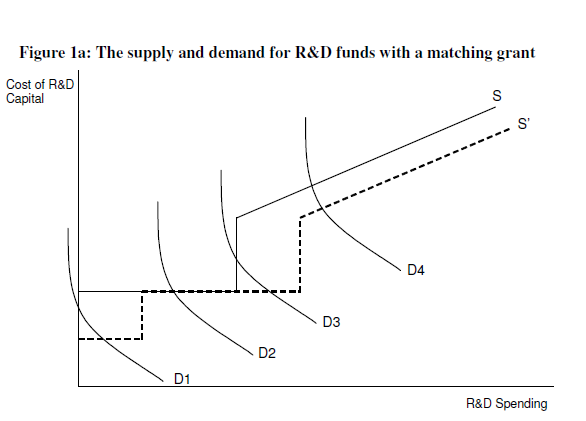 Figure 1a: The supply and demand for R&D funds with a matching grant
Cost of R&D
Capital
S
S'
D4
D3
D2
D1
R&D Spending